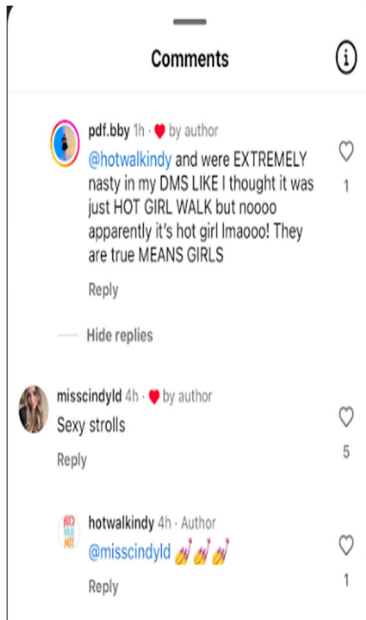 Comments
pdf.bby 1h · ♥ by author
@hotwalkindy and were EXTREMELY
nasty in my DMS LIKE I thought it was
just HOT GIRL WALK but noooo
apparently it's hot girl lmaooo! They
are true MEANS GIRLS
1
Reply
Hide replies
misscindyld 4h · ♥ by author
Sexy strolls
5
Reply
hotwalkindy 4h · Author
@misscindyld 💅💅💅
1
Reply